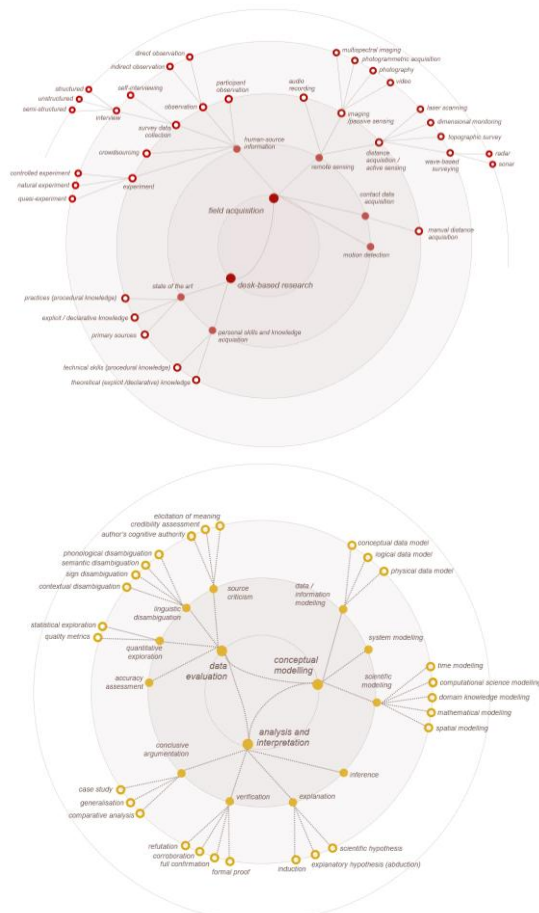 direct observation
indirect observation
structured
self-interviewing
unstructured
semi-structured
interview
participant
observation
observation
survey data
collection
human-source
information
crowdsourcing
controlled experiment
natural experiment
quasi-experiment
experiment
multispectral imaging
photogrammetric acquisition
photography
video
audio
recording
imaging
/passive sensing
laser scanning
dimensional monitoring
topographic survey
distance
acquisition /
active sensing
wave-based
surveying
radar
sonar
remote sensing
contact data
acquisition
manual distance
acquisition
motion detection
field acquisition
desk-based research
state of the art
practices (procedural knowledge)
explicit / declarative knowledge
primary sources
personal skills and knowledge
acquisition
technical skills (procedural knowledge)
theoretical (explicit /declarative) knowledge
elicitation of meaning
credibility assessment
author's cognitive authority
phonological disambiguation
semantic disambiguation
sign disambiguation
contextual disambiguation
source
criticism
linguistic
disambiguation
statistical exploration
quality metrics
quantitative
exploration
accuracy
assessment
data
evaluation
conceptual data model
logical data model
physical data model
data /
information
modelling
system modelling
conceptual
modelling
scientific
modelling
time modelling
computational science modelling
domain knowledge modelling
mathematical modelling
spatial modelling
analysis and
interpretation
conclusive
argumentation
case study
generalisation
comparative analysis
verification
refutation
corroboration
full confirmation
formal proof
explanation
inference
scientific hypothesis
explanatory hypothesis (abduction)
induction